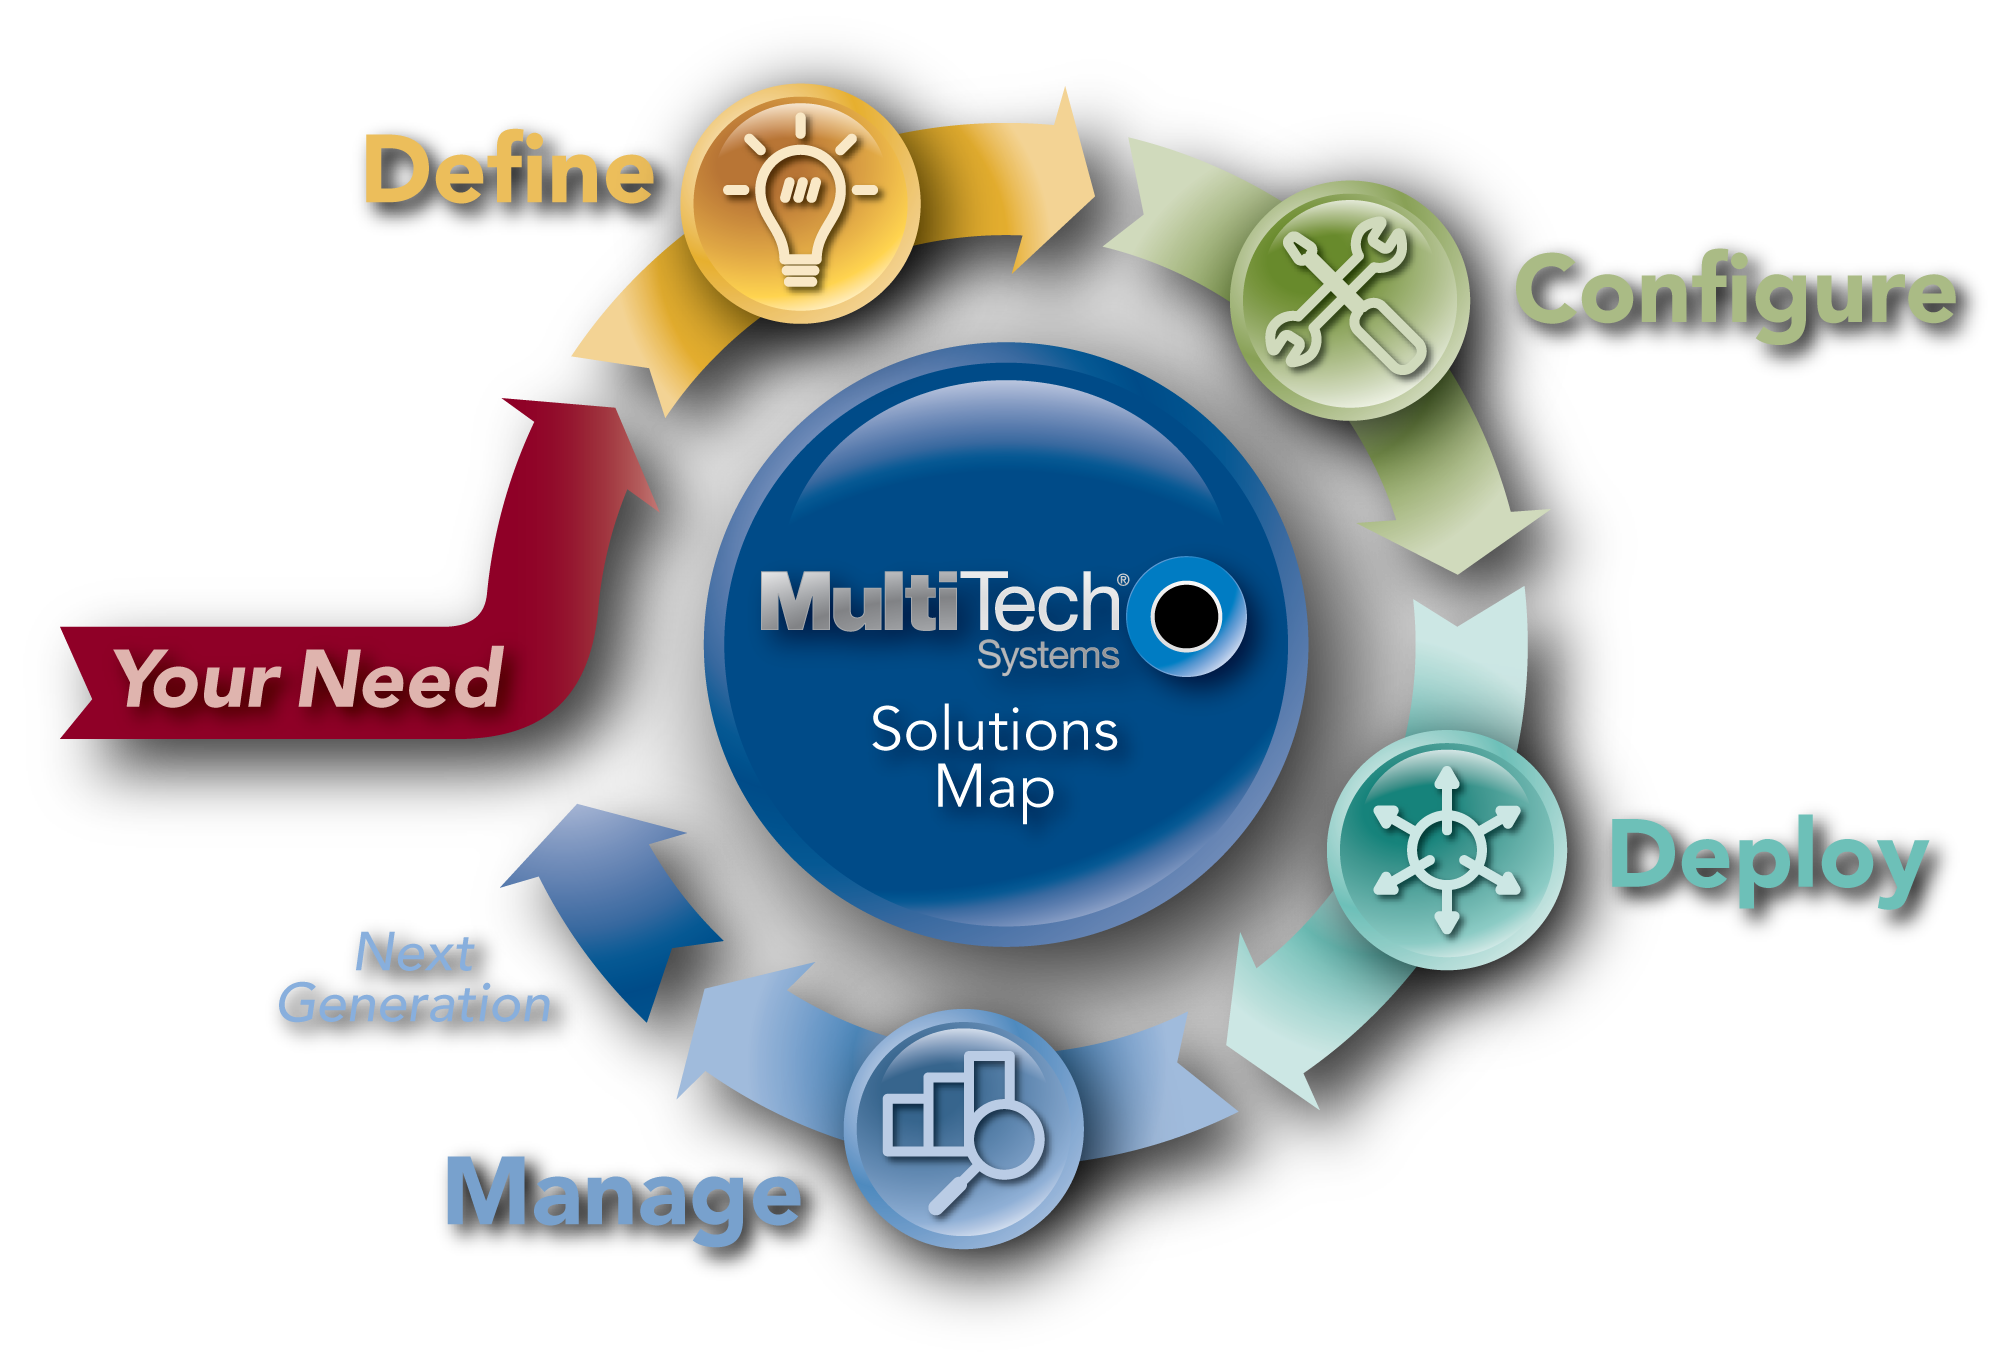 Define
Configure
MultiTech®
Systems
Solutions
Map
Your Need
Deploy
Next
Generation
Manage